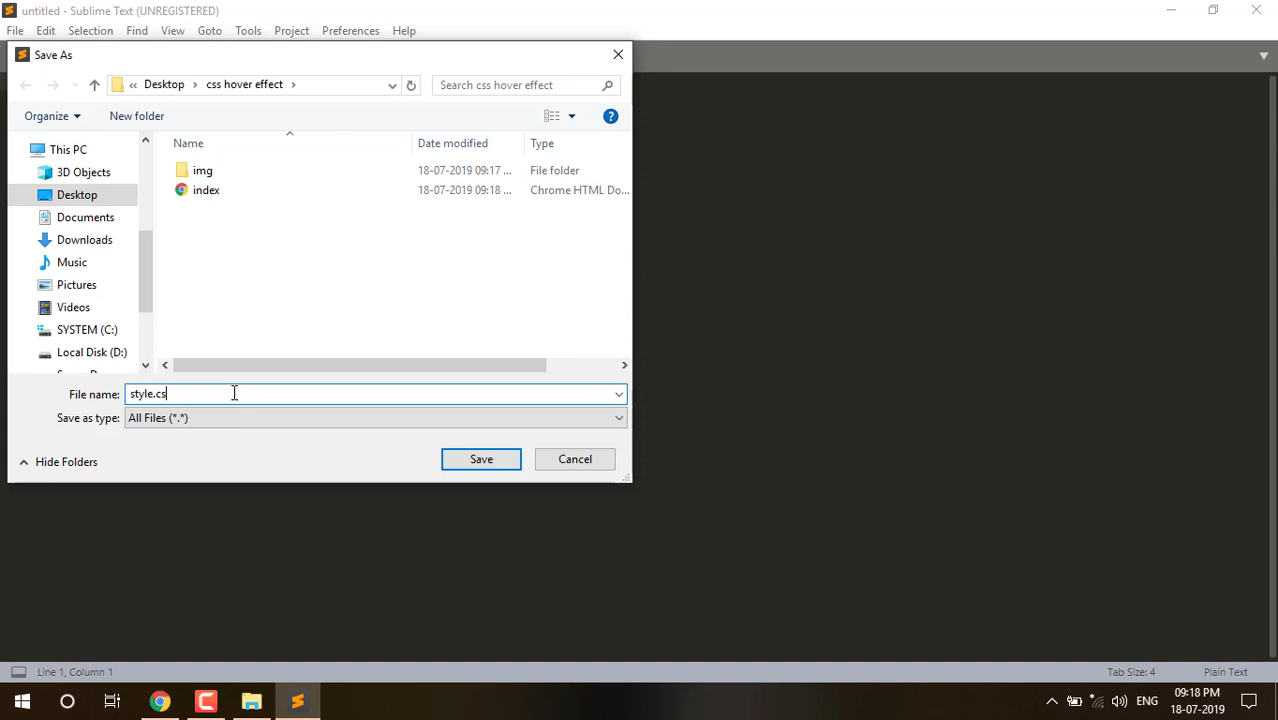 untitled - Sublime Text (UNREGISTERED)
File Edit Selection Find View Goto Tools Project Preferences Help
Save As
« Desktop › css hover effect ›
Search css hover effect
Organize
New folder
Name Date modified Type
This PC
3D Objects
Desktop
Documents
Downloads
Music
Pictures
Videos
SYSTEM (C:)
Local Disk (D:)
img 18-07-2019 09:17 ... File folder
index 18-07-2019 09:18 ... Chrome HTML Do...
File name: style.cs
Save as type: All Files (*.*)
Hide Folders
Save
Cancel
Line 1, Column 1
Tab Size: 4
Plain Text
ENG
09:18 PM
18-07-2019